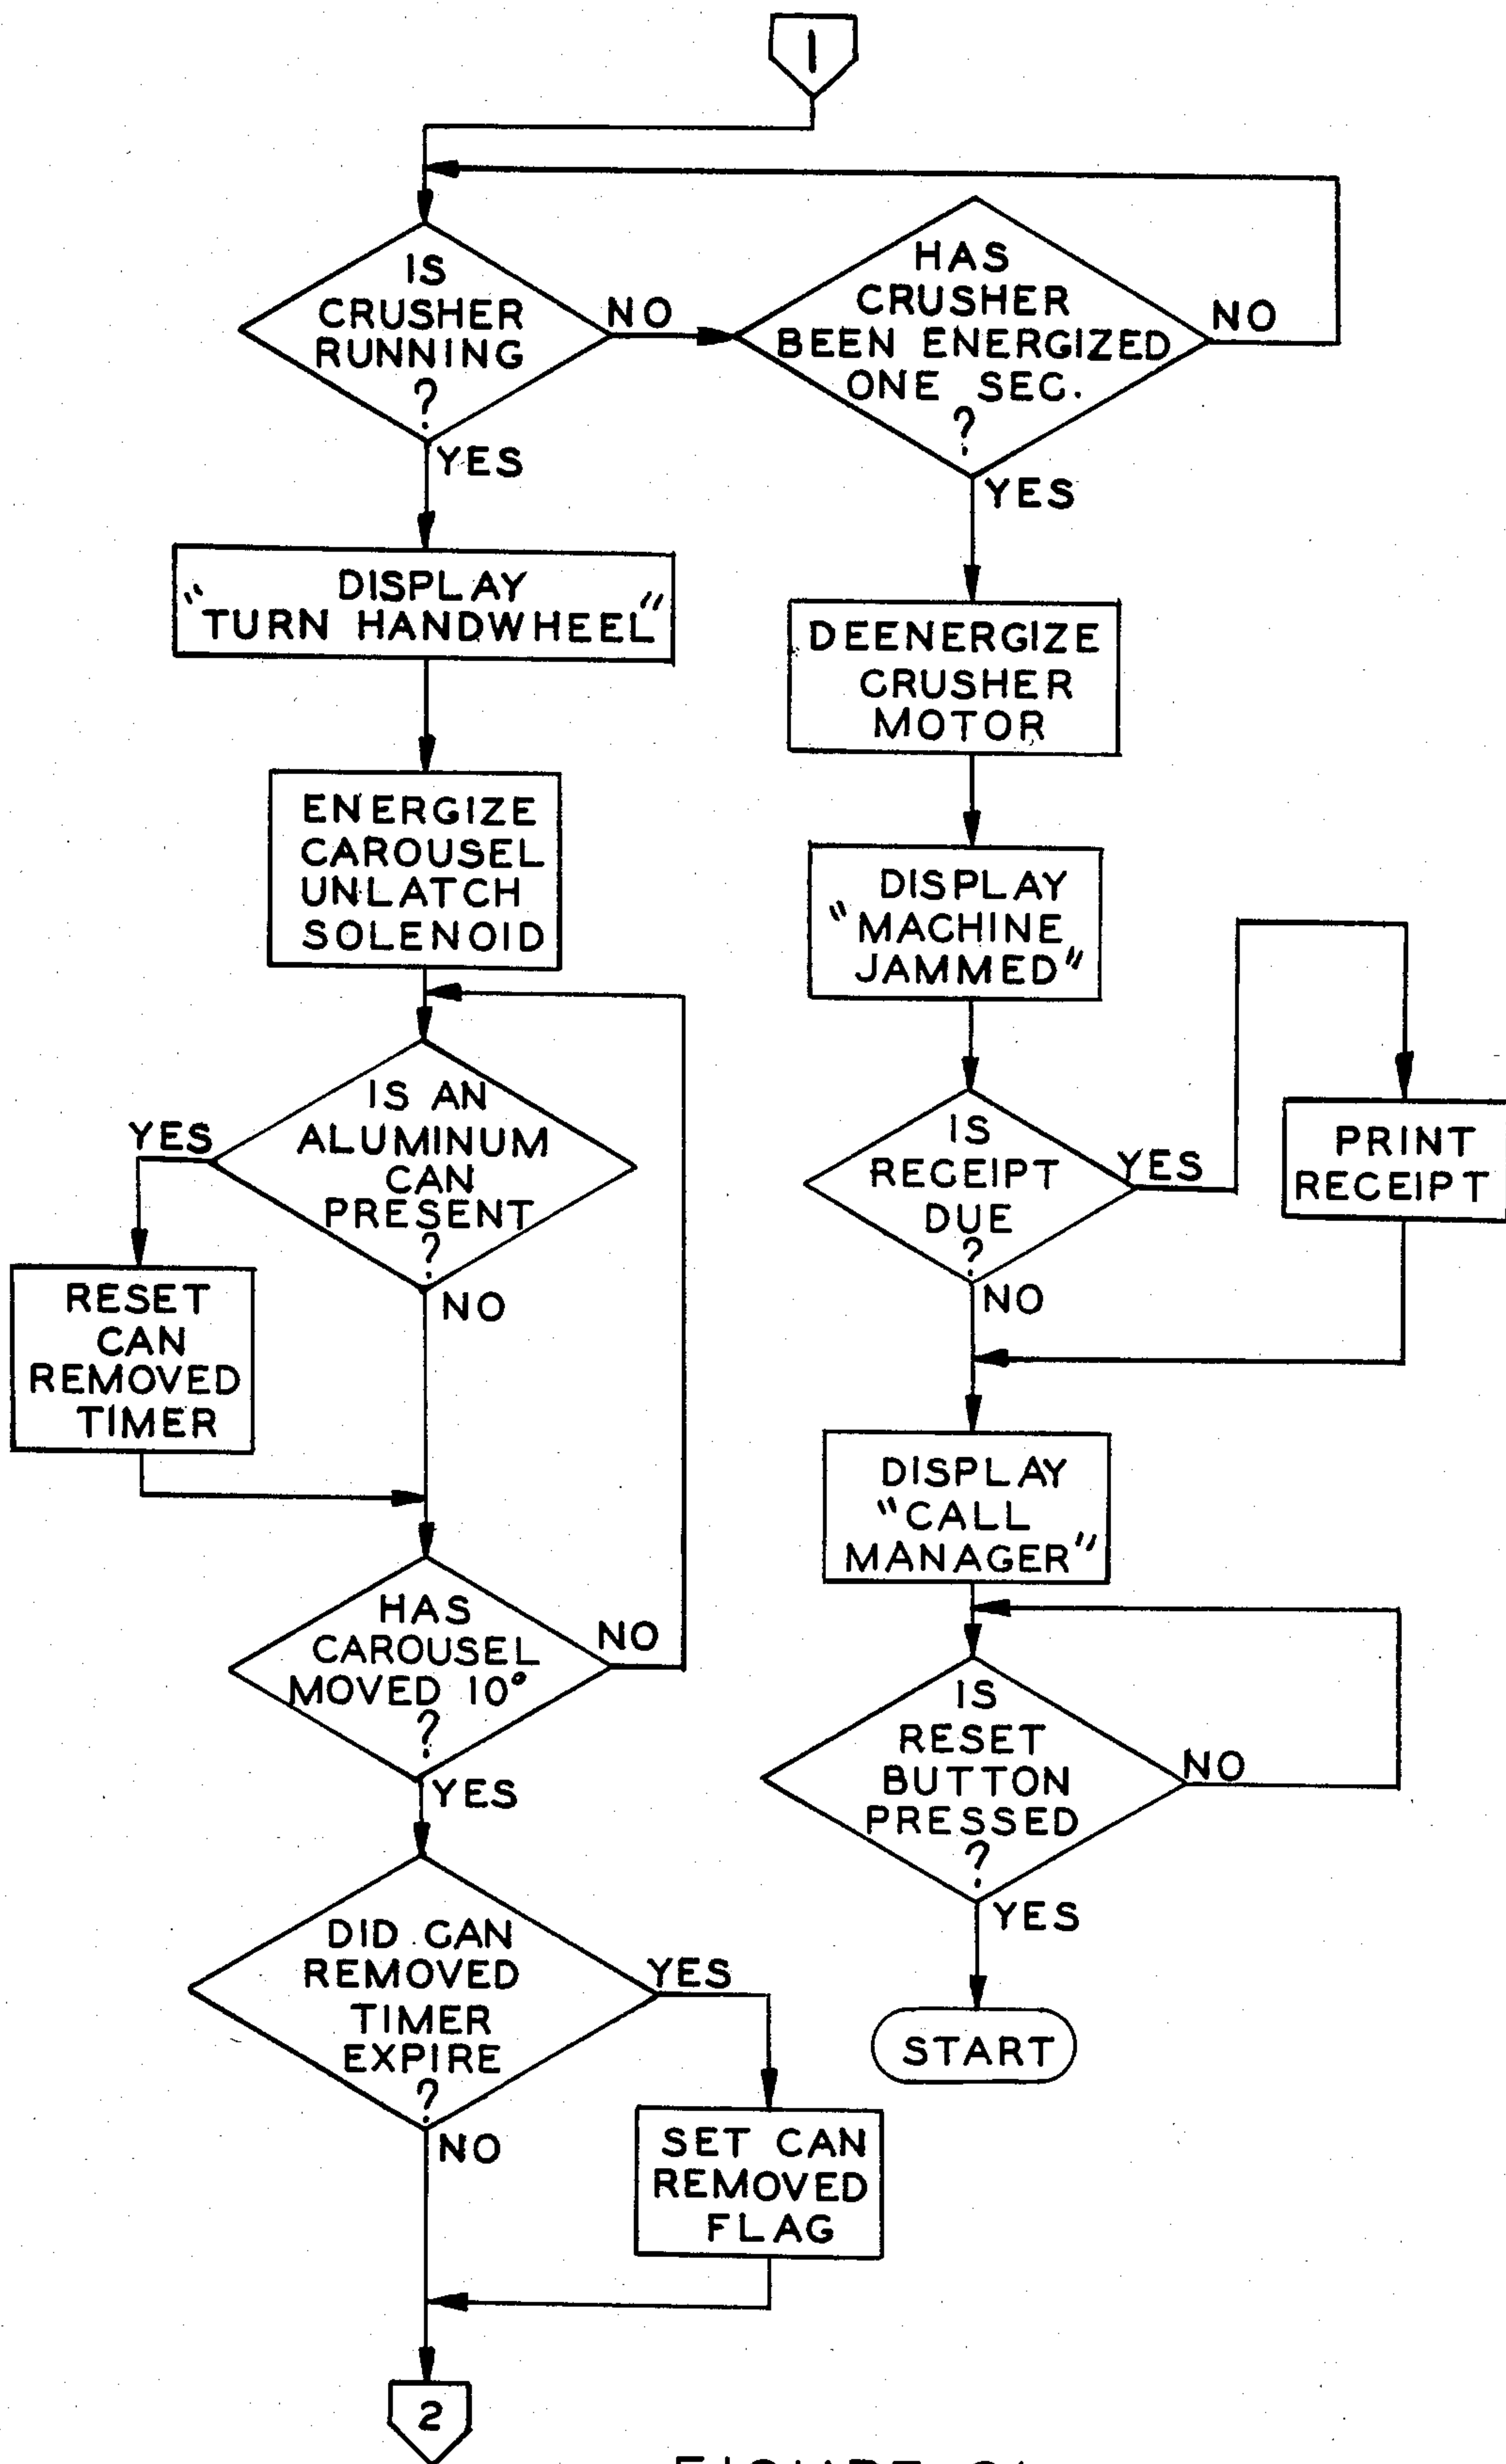 1
IS
CRUSHER
RUNNING
?
NO
YES
HAS
CRUSHER
BEEN ENERGIZED
ONE SEC.
?
NO
YES
DISPLAY
"TURN HANDWHEEL"
DEENERGIZE
CRUSHER
MOTOR
ENERGIZE
CAROUSEL
UNLATCH
SOLENOID
DISPLAY
"MACHINE
JAMMED"
IS AN
ALUMINUM
CAN
PRESENT
?
YES
NO
IS
RECEIPT
DUE
?
YES
NO
PRINT
RECEIPT
RESET
CAN
REMOVED
TIMER
DISPLAY
"CALL
MANAGER"
HAS
CAROUSEL
MOVED 10°
?
NO
YES
IS
RESET
BUTTON
PRESSED
?
NO
YES
DID CAN
REMOVED
TIMER
EXPIRE
?
YES
NO
START
SET CAN
REMOVED
FLAG
2